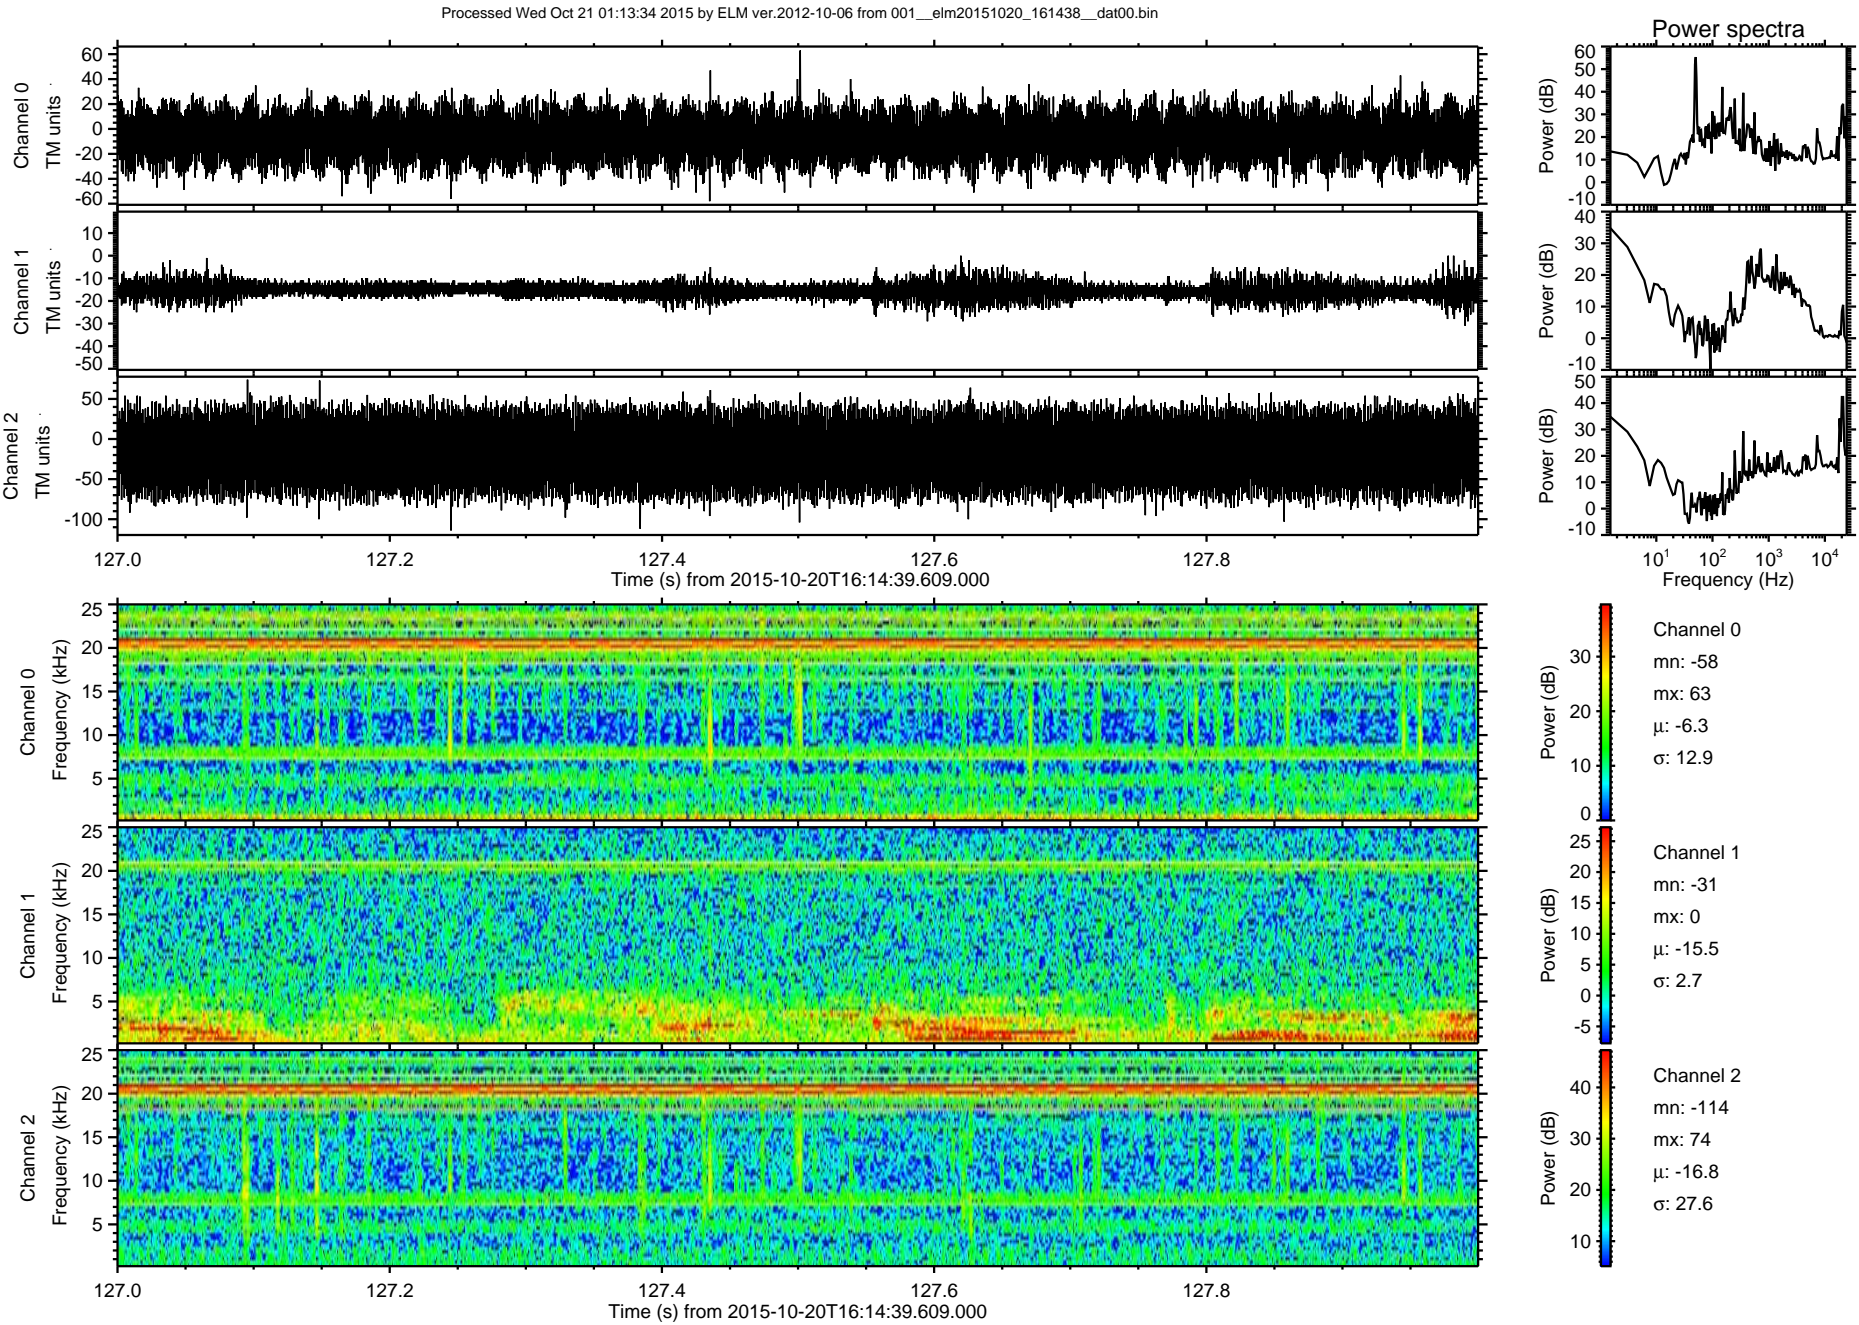 Processed Wed Oct 21 01:13:34 2015 by ELM ver.2012-10-06 from 001__elm20151020_161438__dat00.bin
Power spectra
Channel 0
TM units
60
40
20
0
-20
-40
-60
Power (dB)
60
50
40
30
20
10
0
-10
Channel 1
TM units
10
0
-10
-20
-30
-40
-50
Power (dB)
40
30
20
10
0
-10
Channel 2
TM units
50
0
-50
-100
Power (dB)
50
40
30
20
10
0
-10
127.0 127.2 127.4 127.6 127.8
Time (s) from 2015-10-20T16:14:39.609.000
10¹ 10² 10³ 10⁴
Frequency (Hz)
Channel 0
Frequency (kHz)
25
20
15
10
5
Power (dB)
30
20
10
0
Channel 0
mn: -58
mx: 63
μ: -6.3
σ: 12.9
Channel 1
Frequency (kHz)
25
20
15
10
5
Power (dB)
25
20
15
10
5
0
-5
Channel 1
mn: -31
mx: 0
μ: -15.5
σ: 2.7
Channel 2
Frequency (kHz)
25
20
15
10
5
Power (dB)
40
30
20
10
Channel 2
mn: -114
mx: 74
μ: -16.8
σ: 27.6
127.0 127.2 127.4 127.6 127.8
Time (s) from 2015-10-20T16:14:39.609.000